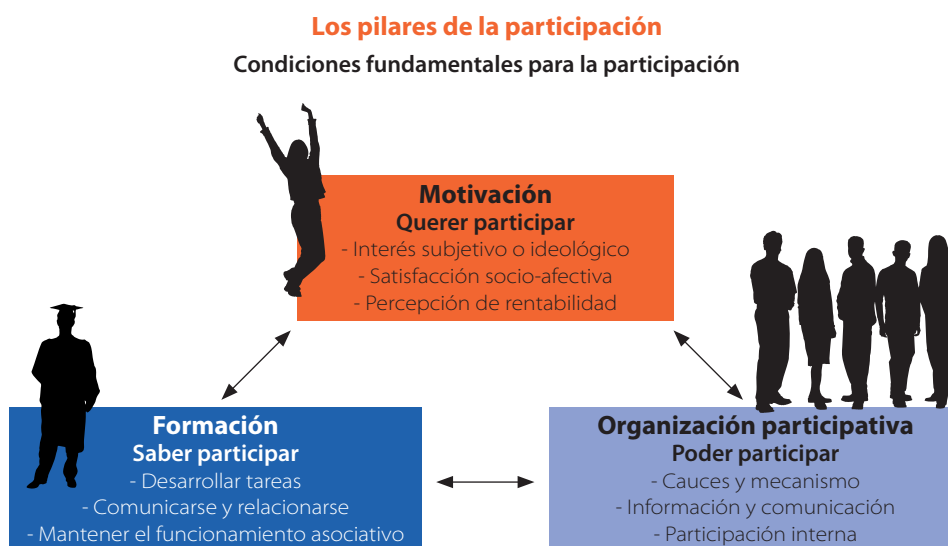 Los pilares de la participación
Condiciones fundamentales para la participación
Motivación
Querer participar
- Interés subjetivo o ideológico
- Satisfacción socio-afectiva
- Percepción de rentabilidad
Formación
Saber participar
- Desarrollar tareas
- Comunicarse y relacionarse
- Mantener el funcionamiento asociativo
Organización participativa
Poder participar
- Cauces y mecanismo
- Información y comunicación
- Participación interna